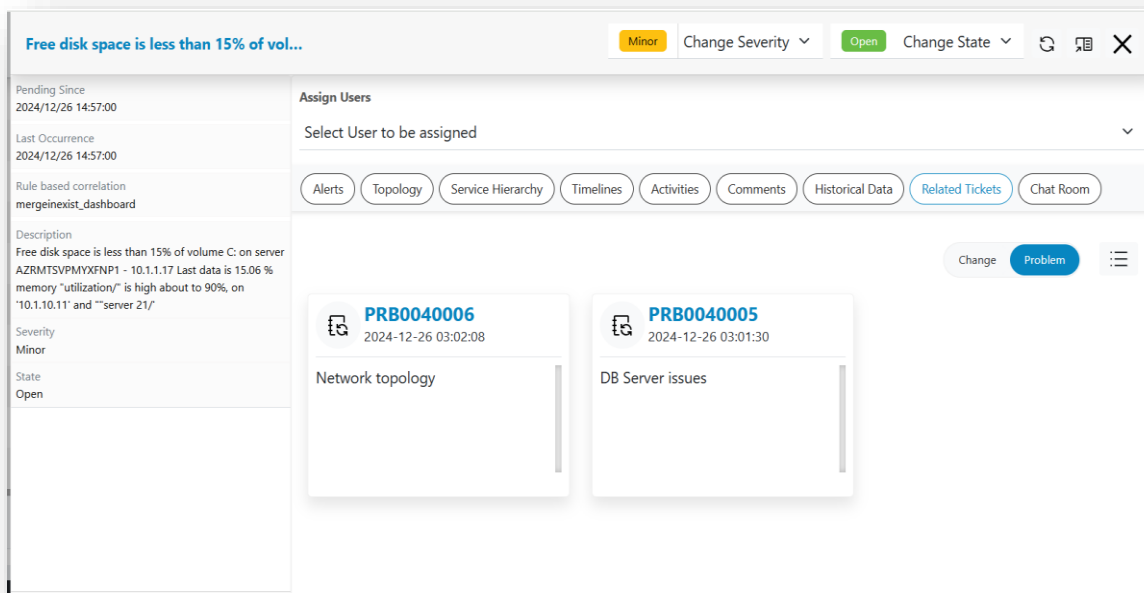 Free disk space is less than 15% of vol...
Minor
Change Severity
Open
Change State
Pending Since
2024/12/26 14:57:00
Last Occurrence
2024/12/26 14:57:00
Rule based correlation
mergeinexist_dashboard
Description
Free disk space is less than 15% of volume C: on server
AZRMTSVPMYXFNP1 - 10.1.1.17 Last data is 15.06 %
memory "utilization/" is high about to 90%, on
'10.1.10.11' and ""server 21/'
Severity
Minor
State
Open
Assign Users
Select User to be assigned
Alerts
Topology
Service Hierarchy
Timelines
Activities
Comments
Historical Data
Related Tickets
Chat Room
Change
Problem
PRB0040006
2024-12-26 03:02:08
Network topology
PRB0040005
2024-12-26 03:01:30
DB Server issues